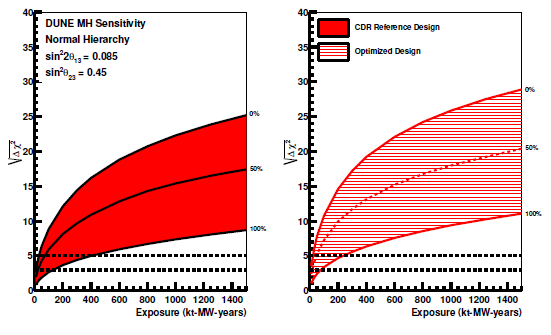 DUNE MH Sensitivity
Normal Hierarchy
sin²2θ₁₃ = 0.085
sin²θ₂₃ = 0.45
√Δχ²
40
35
30
25
20
15
10
5
0
0%
50%
100%
0 200 400 600 800 1000 1200 1400
Exposure (kt-MW-years)
CDR Reference Design
Optimized Design
√Δχ²
40
35
30
25
20
15
10
5
0
0%
50%
100%
0 200 400 600 800 1000 1200 1400
Exposure (kt-MW-years)